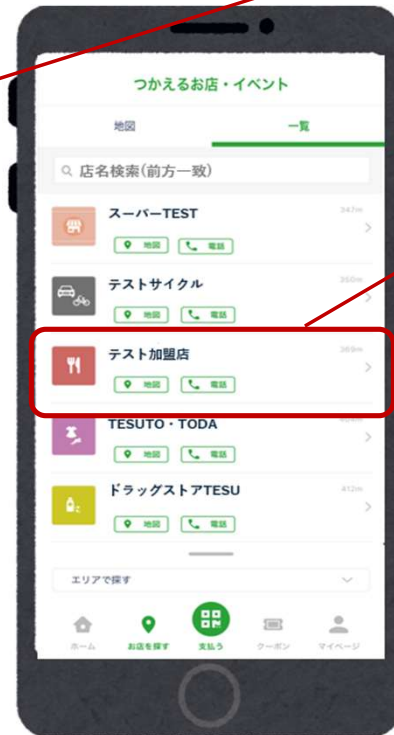 つかえるお店・イベント
地図 一覧
店名検索(前方一致)
スーパーTEST 347m
地図 電話
テストサイクル 350m
地図 電話
テスト加盟店 369m
地図 電話
TESUTO・TODA
地図 電話
ドラッグストアTESU 412m
地図 電話
エリアで探す
ホーム お店を探す 支払う クーポン マイページ